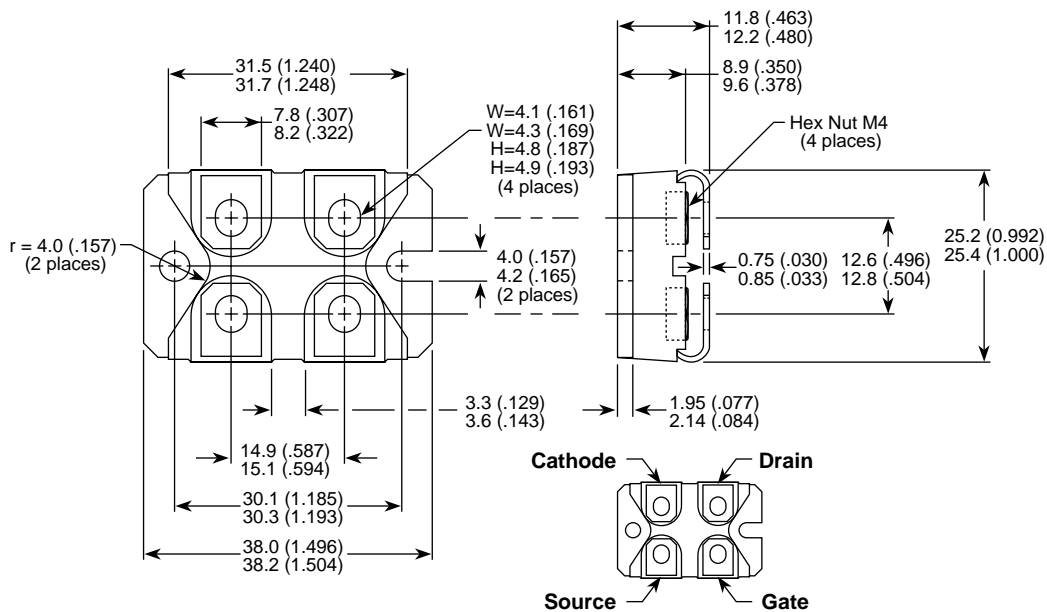 11.8 (.463)
12.2 (.480)
31.5 (1.240)
31.7 (1.248)
8.9 (.350)
9.6 (.378)
7.8 (.307)
8.2 (.322)
W=4.1 (.161)
W=4.3 (.169)
H=4.8 (.187)
H=4.9 (.193)
(4 places)
Hex Nut M4
(4 places)
r = 4.0 (.157)
(2 places)
4.0 (.157)
4.2 (.165)
(2 places)
0.75 (.030)
0.85 (.033)
12.6 (.496)
12.8 (.504)
25.2 (0.992)
25.4 (1.000)
3.3 (.129)
3.6 (.143)
1.95 (.077)
2.14 (.084)
14.9 (.587)
15.1 (.594)
30.1 (1.185)
30.3 (1.193)
38.0 (1.496)
38.2 (1.504)
Cathode
Drain
Source
Gate